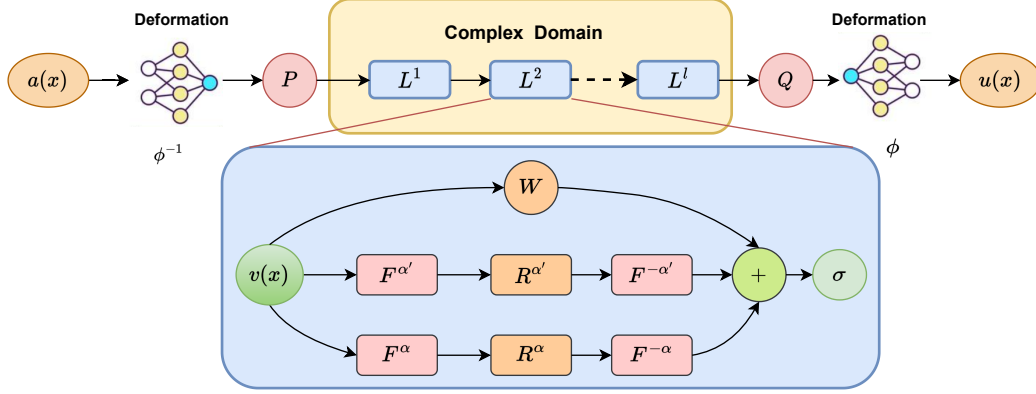 Deformation
Deformation
Complex Domain
a(x)
P
L^1
L^2
L^l
Q
u(x)
ϕ^{-1}
ϕ
W
v(x)
F^{α'}
R^{α'}
F^{-α'}
+
σ
F^α
R^α
F^{-α}